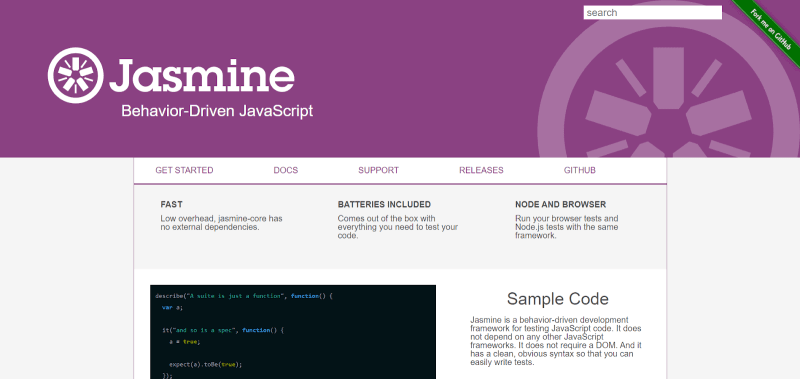 search
Fork me on GitHub
Jasmine
Behavior-Driven JavaScript
GET STARTED
DOCS
SUPPORT
RELEASES
GITHUB
FAST
Low overhead, jasmine-core has
no external dependencies.
BATTERIES INCLUDED
Comes out of the box with
everything you need to test your
code.
NODE AND BROWSER
Run your browser tests and
Node.js tests with the same
framework.
describe("A suite is just a function", function() {
var a;
it("and so is a spec", function() {
a = true;
expect(a).toBe(true);
});
Sample Code
Jasmine is a behavior-driven development
framework for testing JavaScript code. It does
not depend on any other JavaScript
frameworks. It does not require a DOM. And it
has a clean, obvious syntax so that you can
easily write tests.